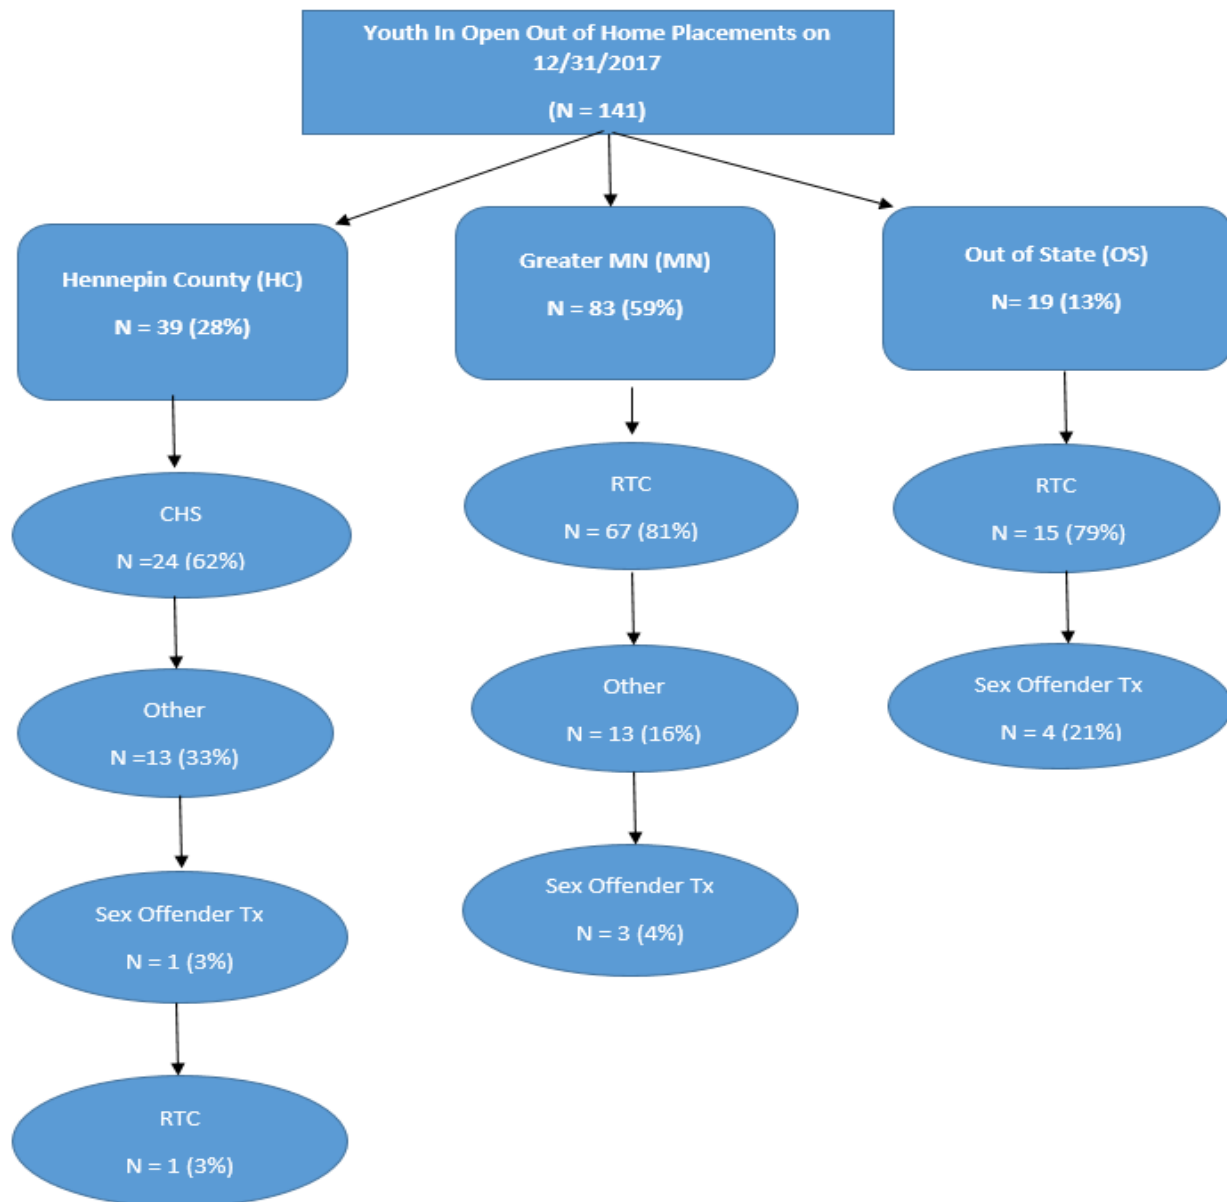 Youth In Open Out of Home Placements on
12/31/2017
(N = 141)
Hennepin County (HC)
N = 39 (28%)
Greater MN (MN)
N = 83 (59%)
Out of State (OS)
N= 19 (13%)
CHS
N =24 (62%)
Other
N =13 (33%)
Sex Offender Tx
N = 1 (3%)
RTC
N = 1 (3%)
RTC
N = 67 (81%)
Other
N = 13 (16%)
Sex Offender Tx
N = 3 (4%)
RTC
N = 15 (79%)
Sex Offender Tx
N = 4 (21%)